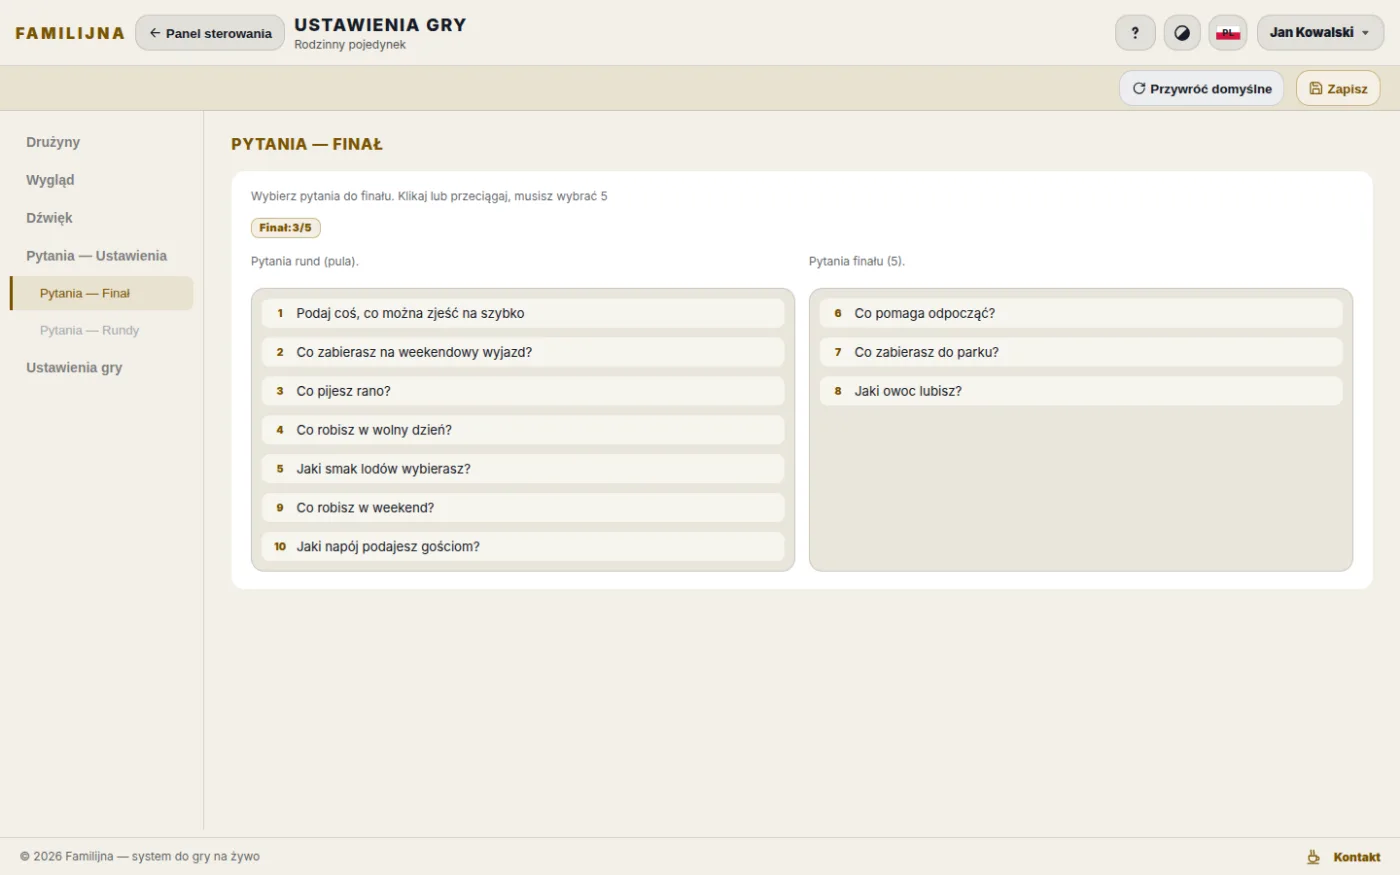 FAMILIJNA
← Panel sterowania
USTAWIENIA GRY
Rodzinny pojedynek
?
PL
Jan Kowalski
Przywróć domyślne
Zapisz
Drużyny
Wygląd
Dźwięk
Pytania — Ustawienia
Pytania — Finał
Pytania — Rundy
Ustawienia gry
PYTANIA — FINAŁ
Wybierz pytania do finału. Klikaj lub przeciągaj, musisz wybrać 5
Finał:3/5
Pytania rund (pula).
1 Podaj coś, co można zjeść na szybko
2 Co zabierasz na weekendowy wyjazd?
3 Co pijesz rano?
4 Co robisz w wolny dzień?
5 Jaki smak lodów wybierasz?
9 Co robisz w weekend?
10 Jaki napój podajesz gościom?
Pytania finału (5).
6 Co pomaga odpocząć?
7 Co zabierasz do parku?
8 Jaki owoc lubisz?
© 2026 Familijna — system do gry na żywo
Kontakt